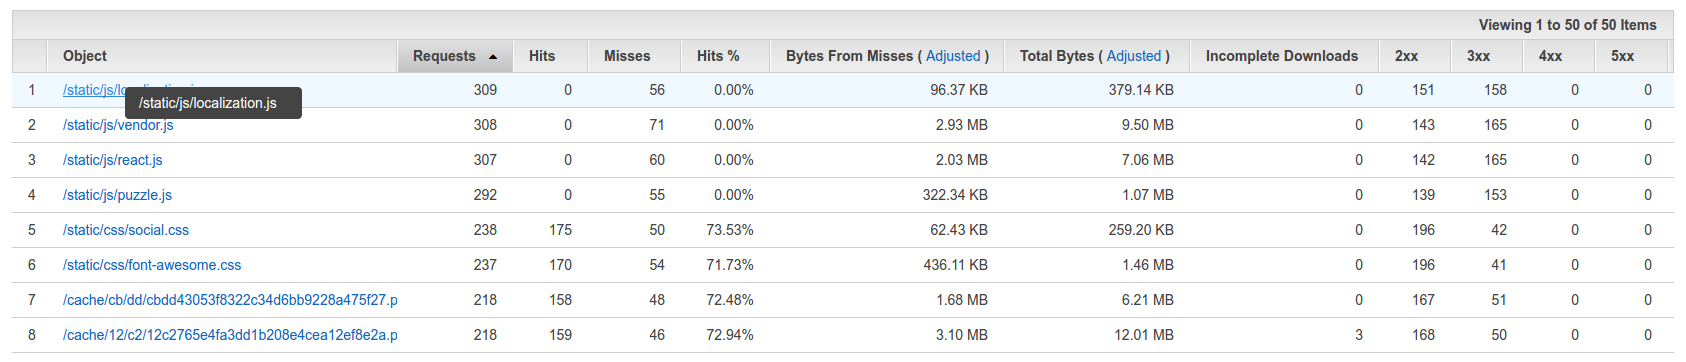 Viewing 1 to 50 of 50 Items
Object Requests Hits Misses Hits % Bytes From Misses ( Adjusted ) Total Bytes ( Adjusted ) Incomplete Downloads 2xx 3xx 4xx 5xx
1 /static/js/ 309 0 56 0.00% 96.37 KB 379.14 KB 0 151 158 0 0
/static/js/localization.js
2 /static/js/vendor.js 308 0 71 0.00% 2.93 MB 9.50 MB 0 143 165 0 0
3 /static/js/react.js 307 0 60 0.00% 2.03 MB 7.06 MB 0 142 165 0 0
4 /static/js/puzzle.js 292 0 55 0.00% 322.34 KB 1.07 MB 0 139 153 0 0
5 /static/css/social.css 238 175 50 73.53% 62.43 KB 259.20 KB 0 196 42 0 0
6 /static/css/font-awesome.css 237 170 54 71.73% 436.11 KB 1.46 MB 0 196 41 0 0
7 /cache/cb/dd/cbdd43053f8322c34d6bb9228a475f27.p 218 158 48 72.48% 1.68 MB 6.21 MB 0 167 51 0 0
8 /cache/12/c2/12c2765e4fa3dd1b208e4cea12ef8e2a.p 218 159 46 72.94% 3.10 MB 12.01 MB 3 168 50 0 0